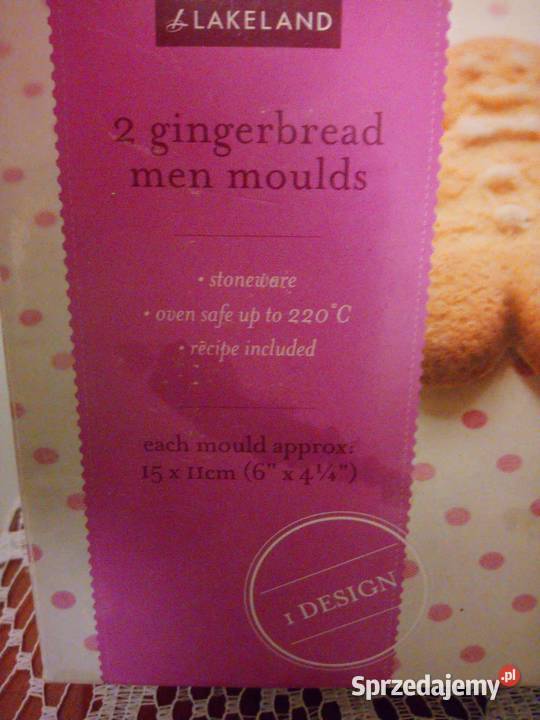 LAKELAND
2 gingerbread
men moulds
• stoneware
• oven safe up to 220°C
• recipe included
each mould approx:
15 x 11cm (6" x 4¼")
1 DESIGN
Sprzedajemy.pl